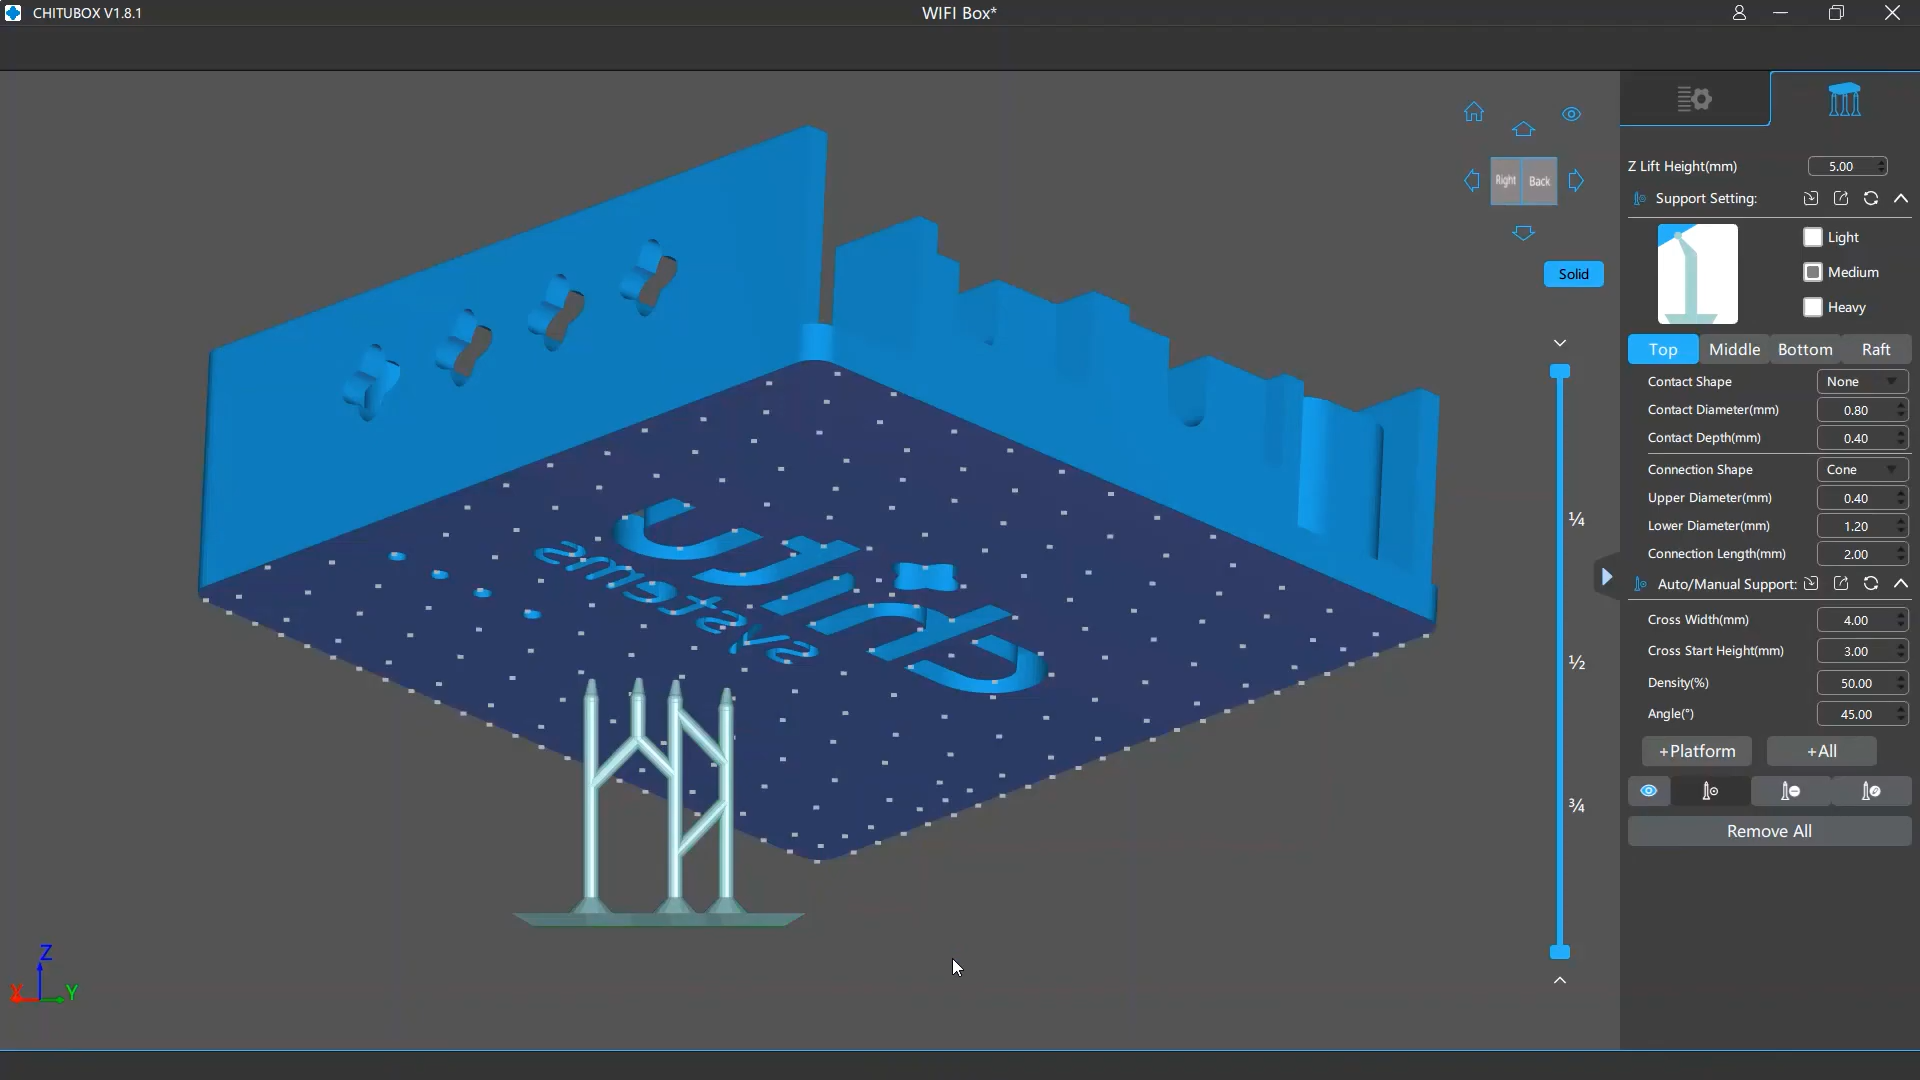 CHITUBOX V1.8.1
WIFI Box*
Right
Back
Solid
¼
½
¾
Z
X
Y
Z Lift Height(mm)
5.00
Support Setting:
Light
Medium
Heavy
Top
Middle
Bottom
Raft
Contact Shape
None
Contact Diameter(mm)
0.80
Contact Depth(mm)
0.40
Connection Shape
Cone
Upper Diameter(mm)
0.40
Lower Diameter(mm)
1.20
Connection Length(mm)
2.00
Auto/Manual Support:
Cross Width(mm)
4.00
Cross Start Height(mm)
3.00
Density(%)
50.00
Angle(°)
45.00
+Platform
+All
Remove All